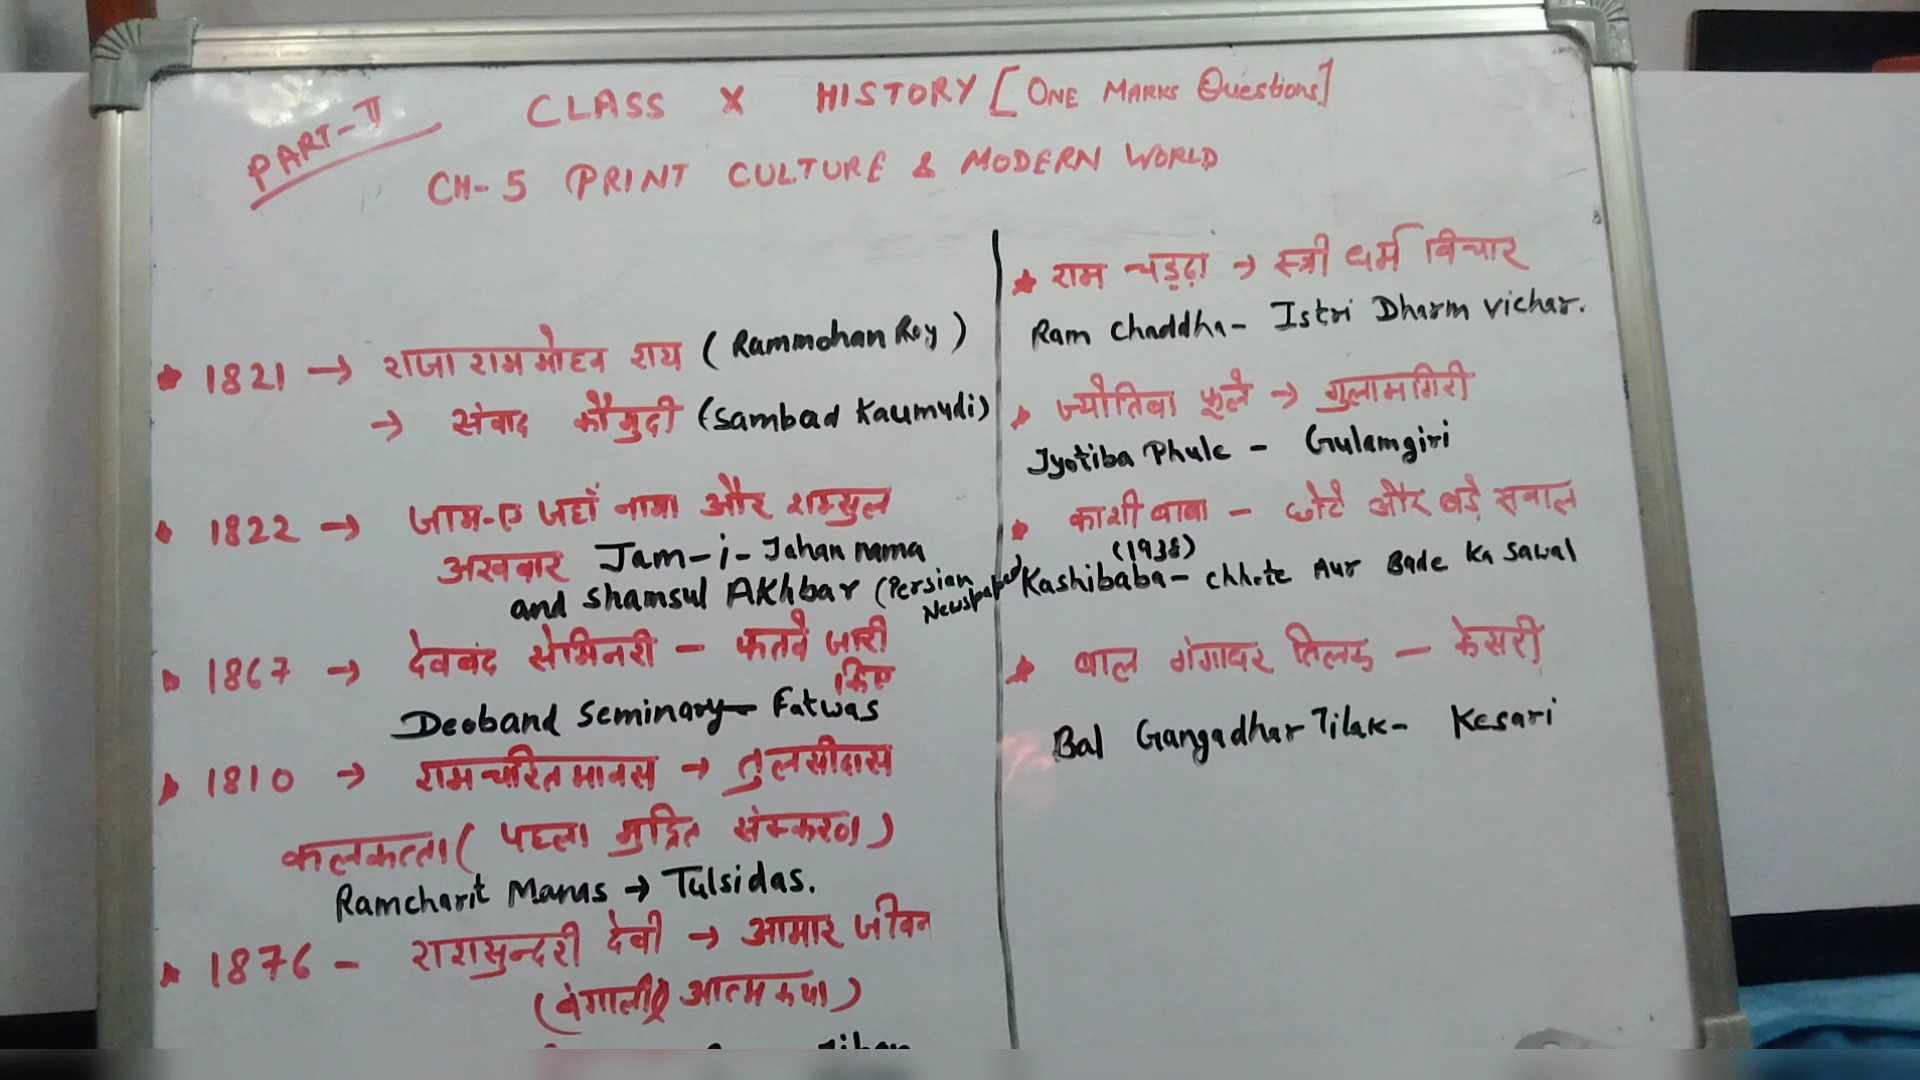 PART-II
CLASS X HISTORY [ONE MARKS Questions]
CH-5 PRINT CULTURE & MODERN WORLD
1821 → राजा राम मोहन राय (Rammohan Roy)
→ संवाद कौमुदी (Sambad Kaumudi)
1822 → जाम-ए जहाँ नामा और शम्सुल
अखबार Jam-i-Jahan nama
and Shamsul AKhbar (Persian
Newspaper)
1867 → देवबंद सेमिनरी - फतवे जारी
किए
Deoband Seminary- Fatwas
1810 → रामचरितमानस → तुलसीदास
कलकत्ता (पहला मुद्रित संस्करण)
Ramcharit Manas → Tulsidas.
1876 - राशसुन्दरी देवी → आमार जीवन
(बंगाली आत्मकथा)
Jiban
राम चड्ढा → स्त्री धर्म विचार
Ram Chaddha- Istri Dharm vichar.
ज्योतिबा फूले → गुलामगिरी
Jyotiba Phule - Gulamgiri
काशीबाबा - छोटे और बड़े सवाल
(1938)
Kashibaba- chhote Aur Bade Ka Sawal
बाल गंगाधर तिलक - केसरी
Bal Gangadhar Tilak- Kesari